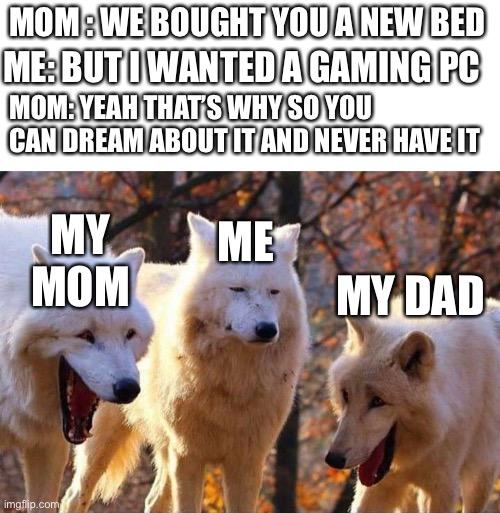 MOM : WE BOUGHT YOU A NEW BED
ME: BUT I WANTED A GAMING PC
MOM: YEAH THAT'S WHY SO YOU
CAN DREAM ABOUT IT AND NEVER HAVE IT
MY
MOM
ME
MY DAD
imgflip.com